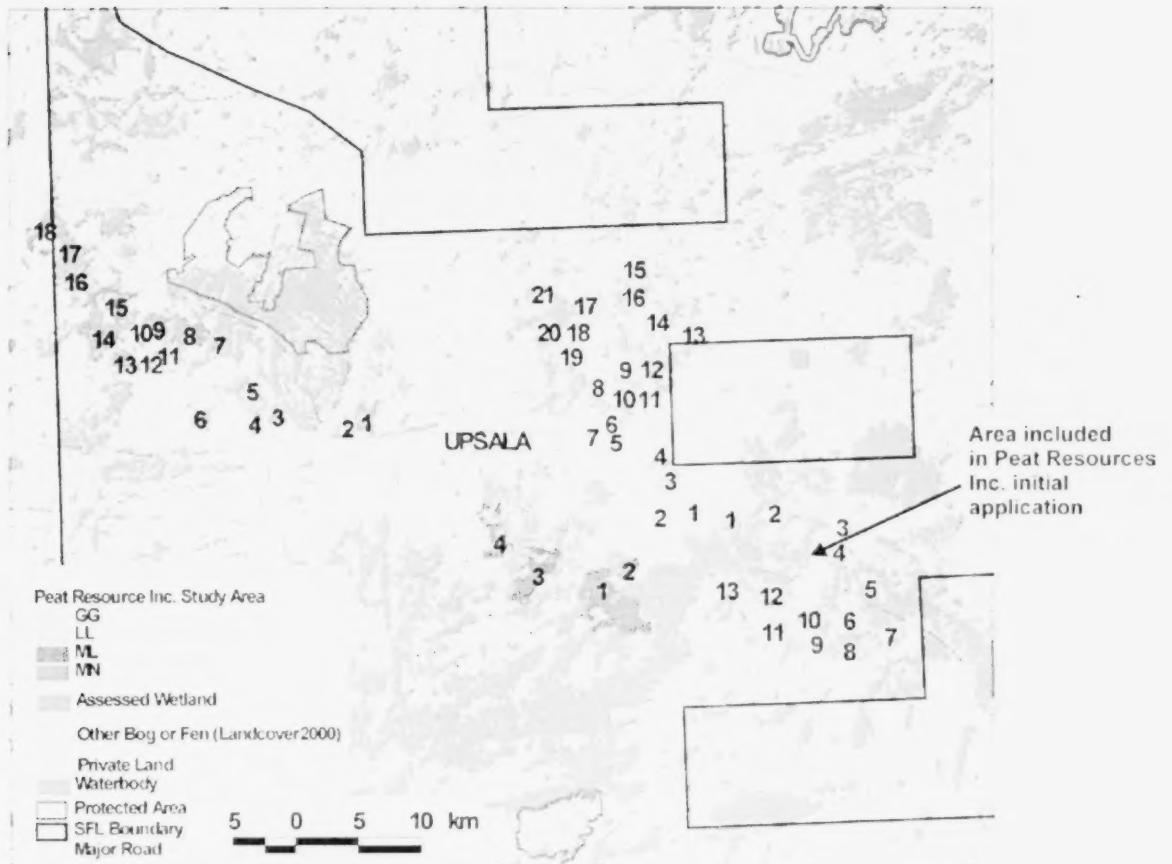 18
17
16
15
14
10 9
8
7
13 12 11
5
6
4
3
2
1
15
21
17
16
14
13
20
18
19
9
12
8
10 11
6
7
5
4
3
UPSALA
2
1
1
2
3
4
4
3
2
1
13
12
5
10
6
11
9
8
7
Area included
in Peat Resources
Inc. initial
application
Peat Resource Inc. Study Area
GG
LL
ML
MN
Assessed Wetland
Other Bog or Fen (Landcover 2000)
Private Land
Waterbody
Protected Area
SFL Boundary
Major Road
5 0 5 10 km